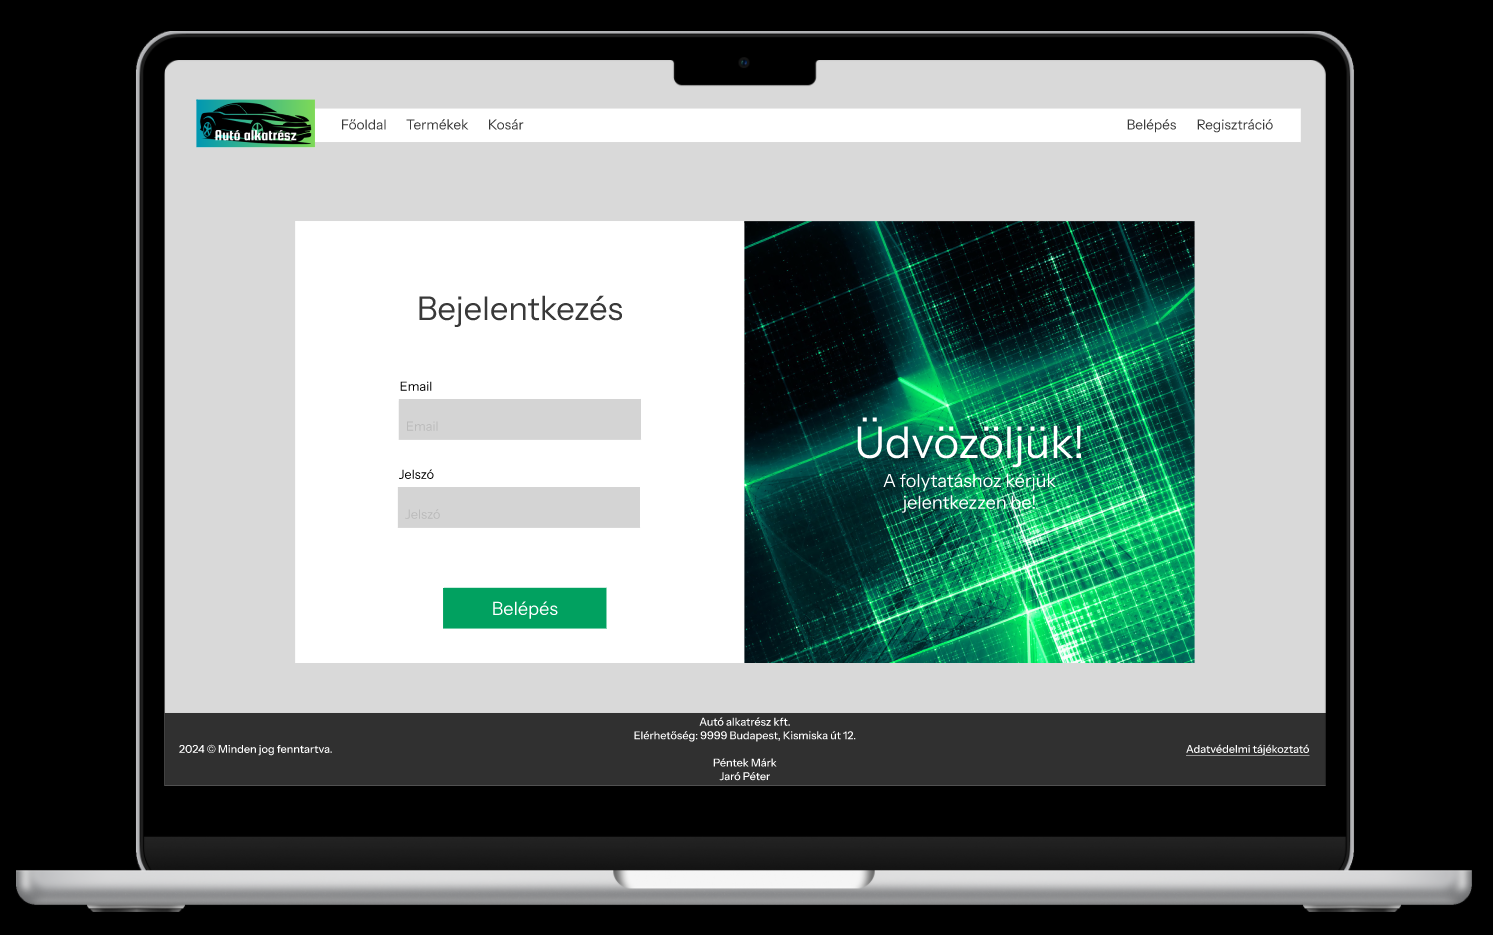 Autó alkatrész
Főoldal Termékek Kosár
Belépés Regisztráció
Bejelentkezés
Email
Email
Jelszó
Jelszó
Belépés
Üdvözöljük!
A folytatáshoz kérjük
jelentkezzen be!
2024 © Minden jog fenntartva.
Autó alkatrész kft.
Elérhetőség: 9999 Budapest, Kismiska út 12.
Péntek Márk
Jaró Péter
Adatvédelmi tájékoztató